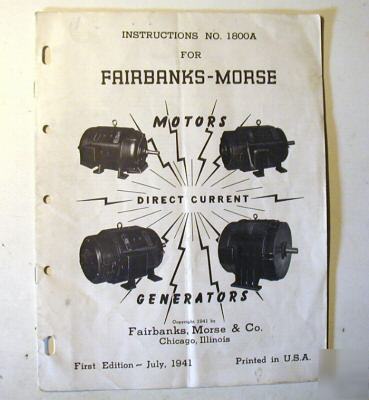 INSTRUCTIONS NO. 1800A
FOR
FAIRBANKS-MORSE
MOTORS
DIRECT CURRENT
GENERATORS
Copyright 1941 by
Fairbanks, Morse & Co.
Chicago, Illinois
First Edition - July, 1941 Printed in U.S.A.